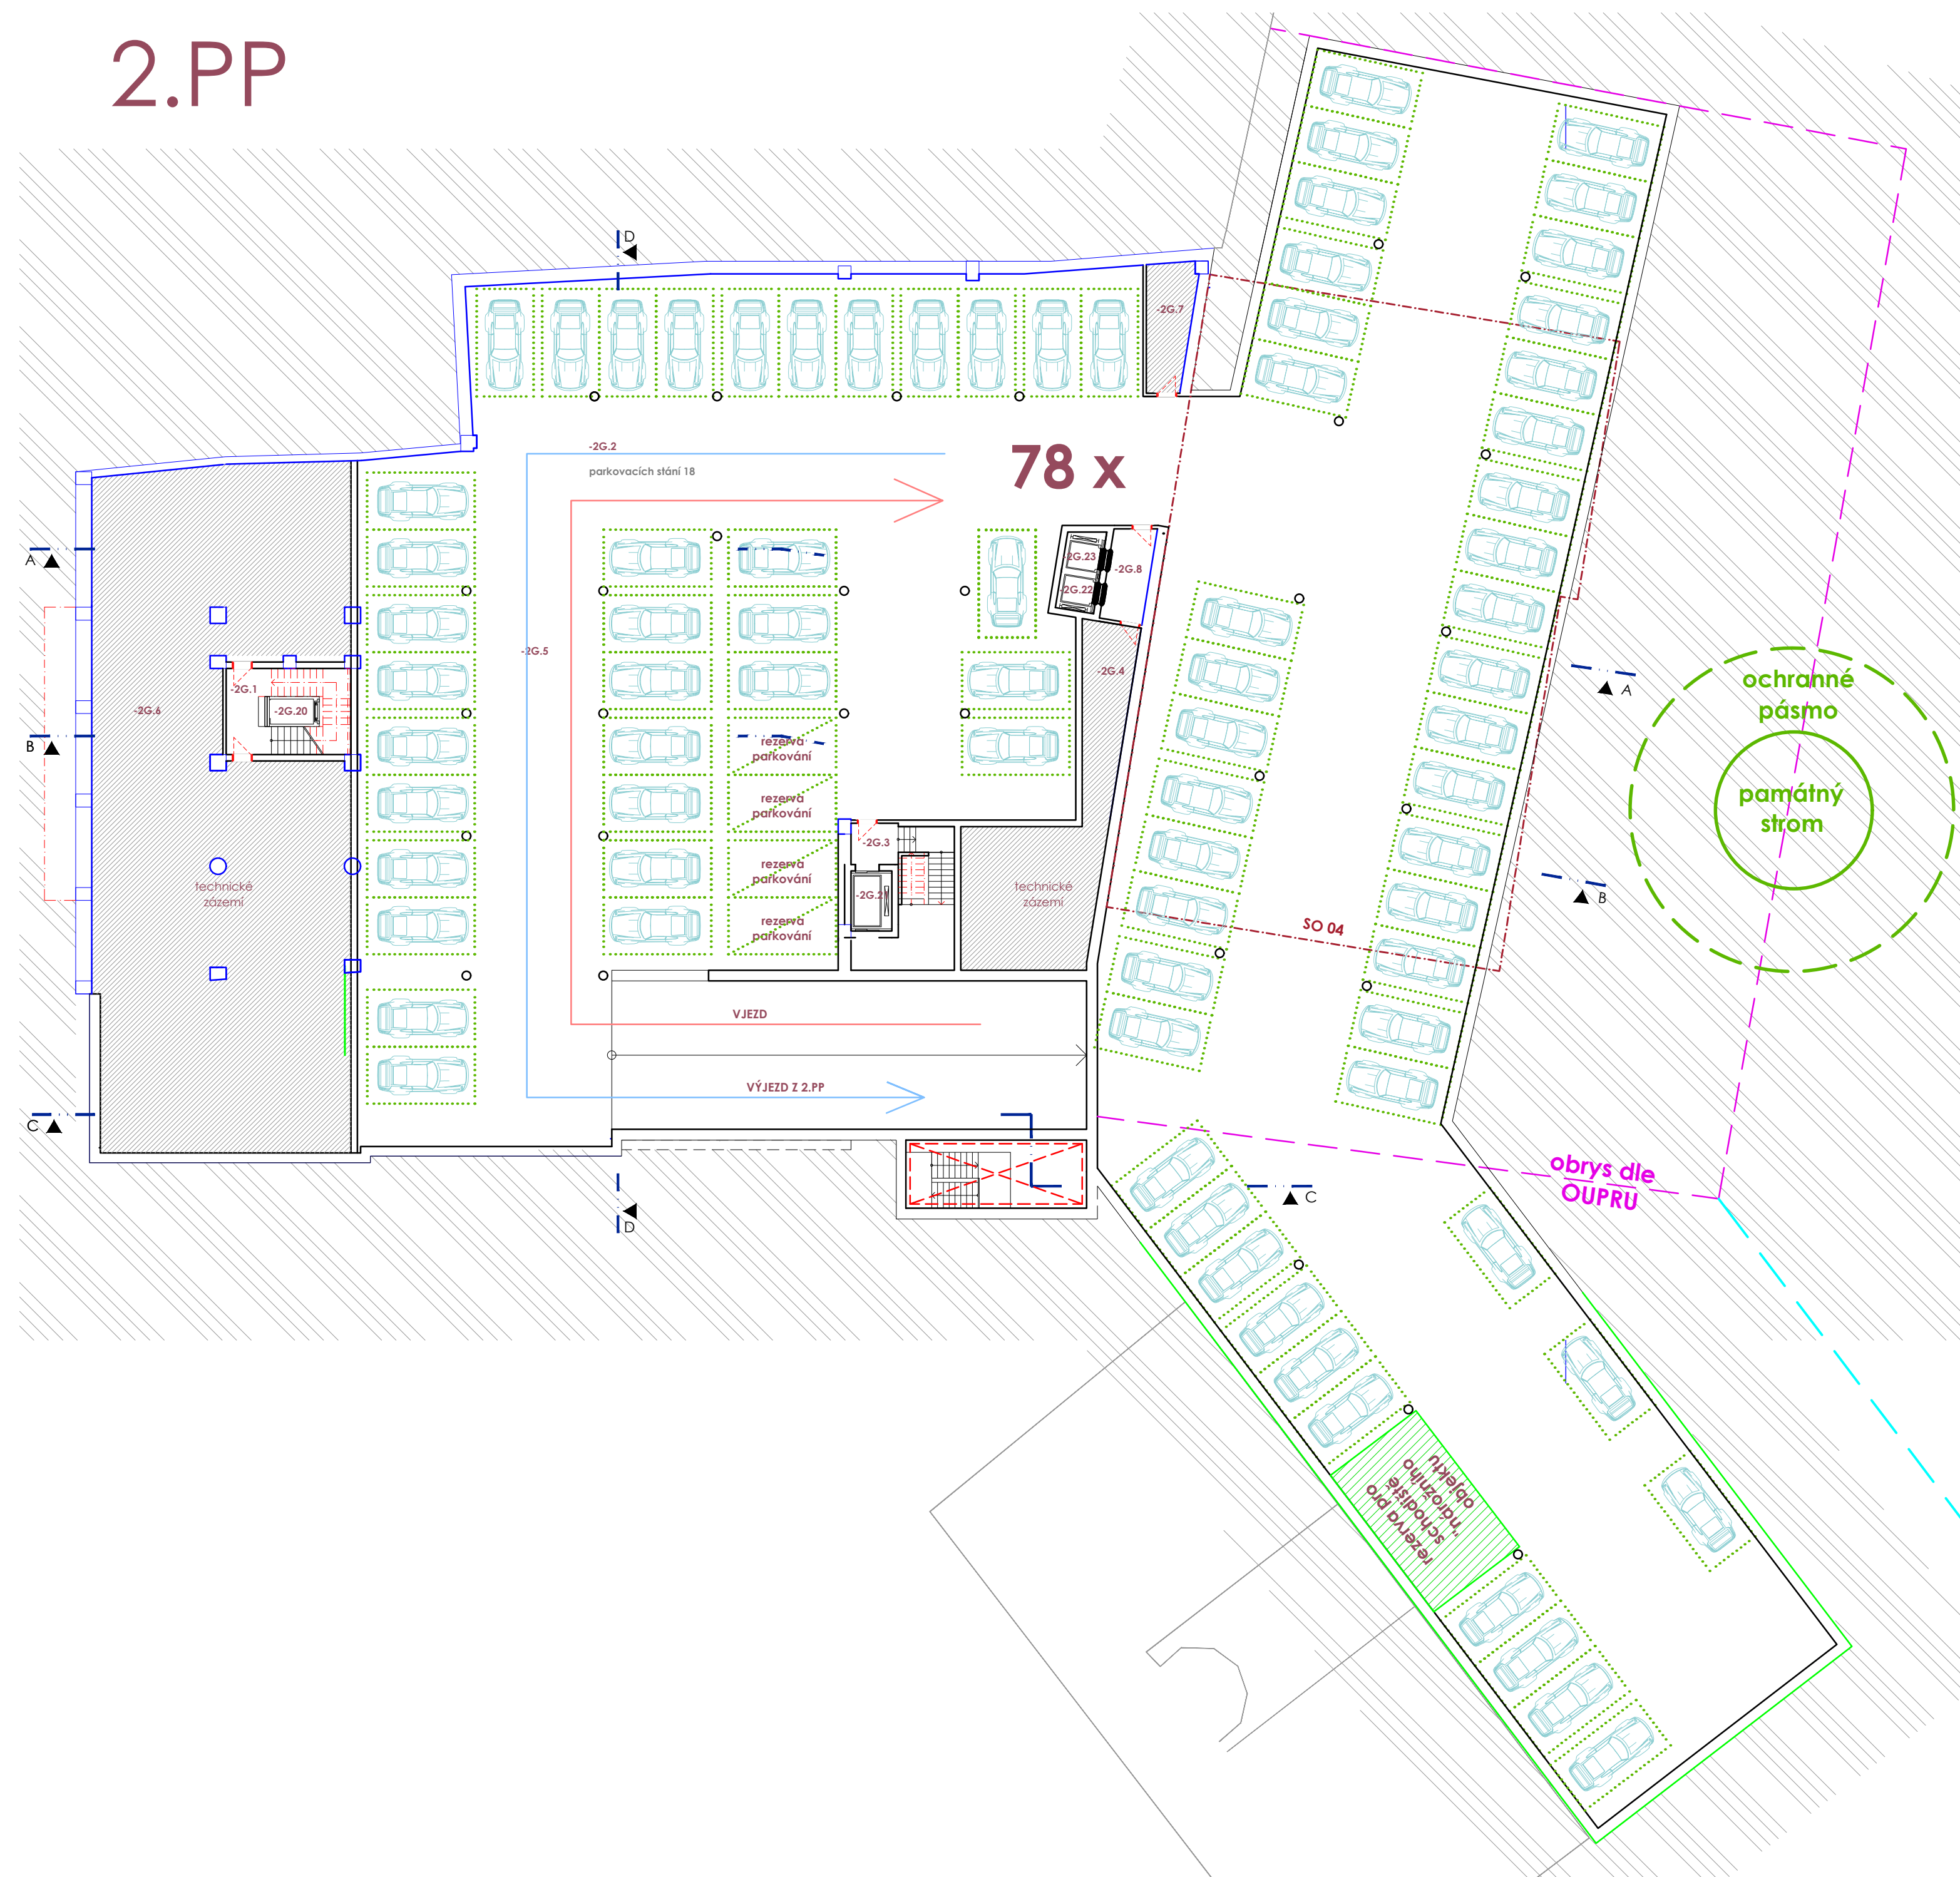 2.PP
D
-2G.7
-2G.2
parkovacích stání 18
78 x
A
-2G.23
-2G.8
-2G.22
-2G.5
-2G.4
-2G.1
-2G.6
-2G.20
B
rezerva
parkování
rezerva
parkování
-2G.3
rezerva
parkování
technické
zázemí
-2G.21
technické
zázemí
rezerva
parkování
SO 04
A
B
ochranné
pásmo
památný
strom
VJEZD
VÝJEZD Z 2.PP
C
D
C
obrys dle
OUPRU
rezerva pro
schodiště
"nárožního
objektu